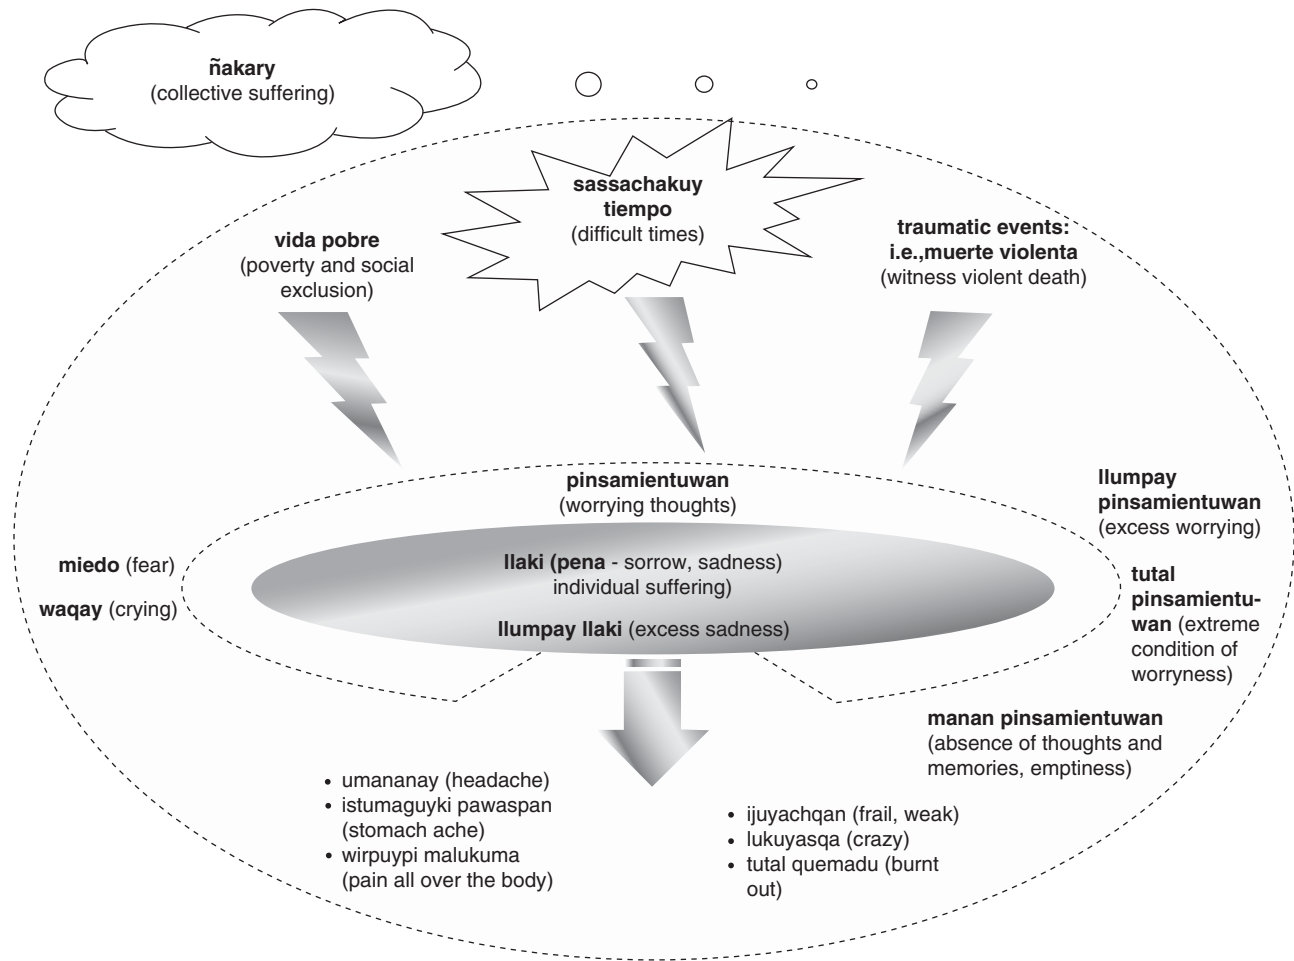 ñakary
(collective suffering)
sassachakuy
tiempo
(difficult times)
vida pobre
(poverty and social
exclusion)
traumatic events:
i.e.,muerte violenta
(witness violent death)
pinsamientuwan
(worrying thoughts)
llaki (pena - sorrow, sadness)
individual suffering)
llumpay llaki (excess sadness)
miedo (fear)
waqay (crying)
llumpay
pinsamientuwan
(excess worrying)
tutal
pinsamientu-
wan (extreme
condition of
worryness)
manan pinsamientuwan
(absence of thoughts and
memories, emptiness)
• umananay (headache)
• istumaguyki pawaspan
(stomach ache)
• wirpuypi malukuma
(pain all over the body)
• ijuyachqan (frail, weak)
• lukuyasqa (crazy)
• tutal quemadu (burnt
out)